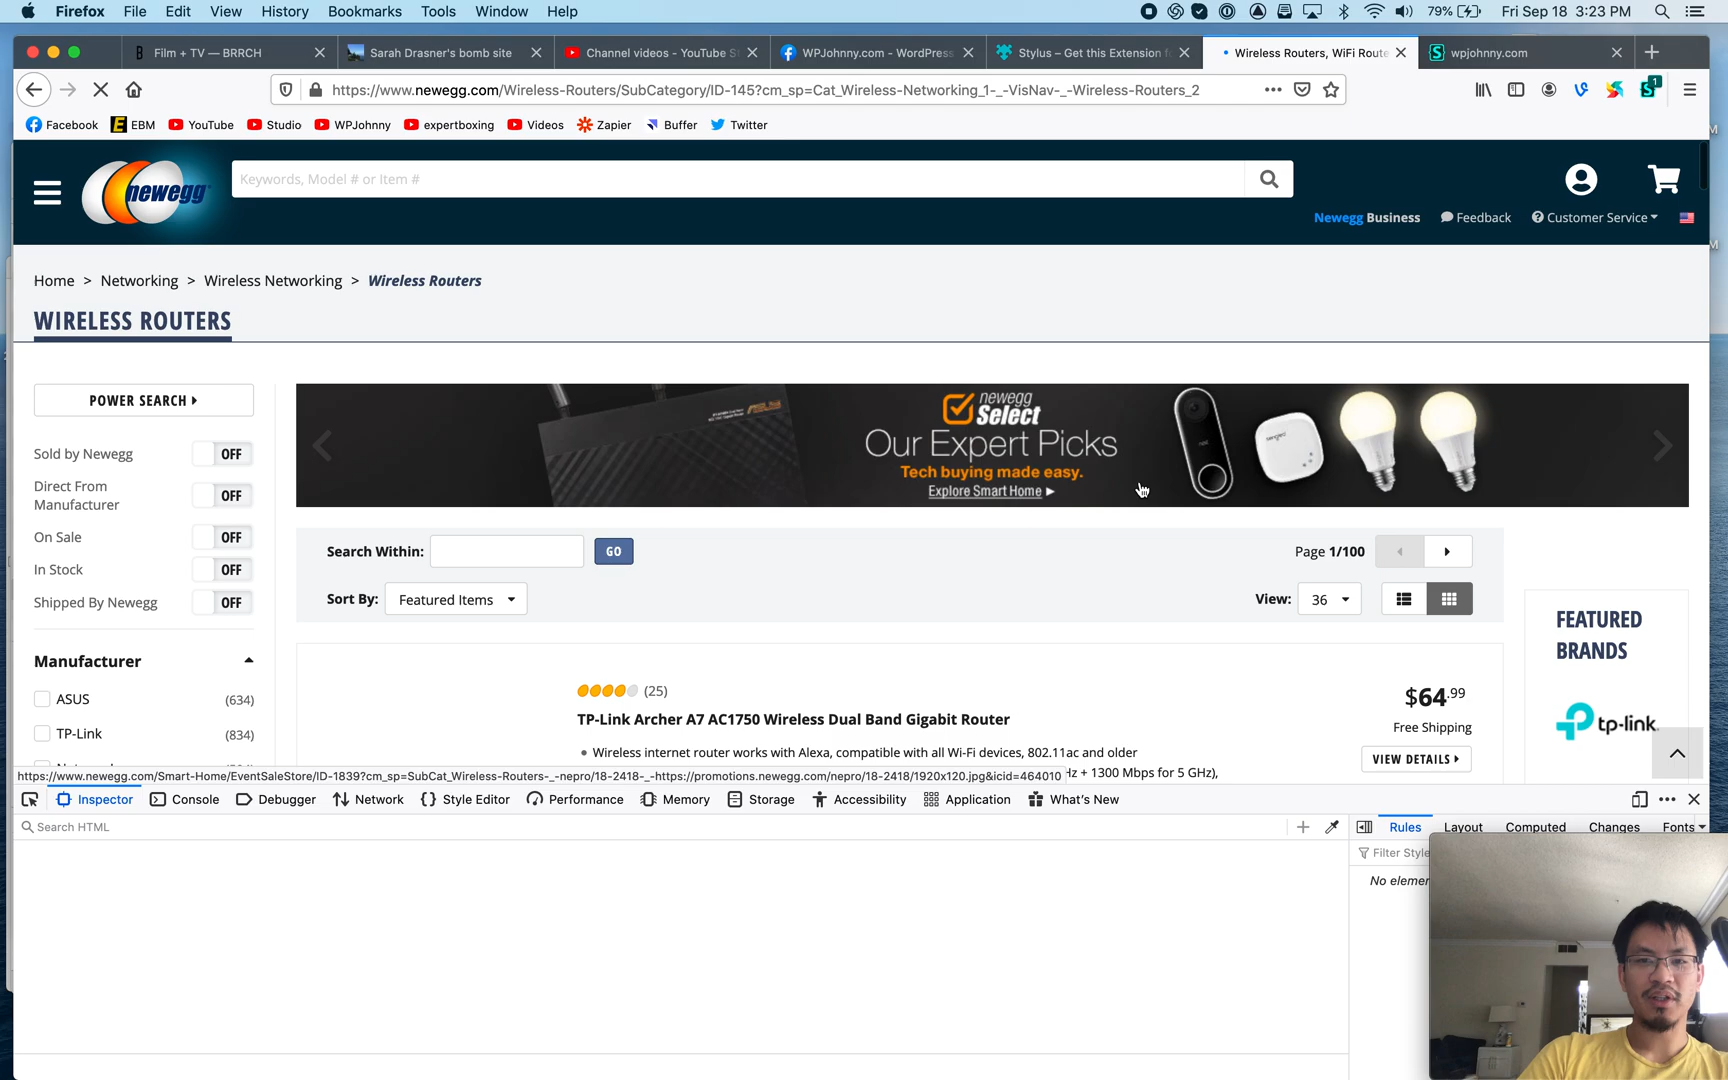 Firefox File Edit View History Bookmarks Tools Window Help 79% Fri Sep 18 3:23 PM
Film + TV — BRRCH Sarah Drasner's bomb site Channel videos - YouTube S WPJohnny.com - WordPress Stylus – Get this Extension f Wireless Routers, WiFi Route wpjohnny.com
https://www.newegg.com/Wireless-Routers/SubCategory/ID-145?cm_sp=Cat_Wireless-Networking_1-_-VisNav-_-Wireless-Routers_2
1
Facebook EBM YouTube Studio WPJohnny expertboxing Videos Zapier Buffer Twitter
newegg
Keywords, Model # or Item #
Newegg Business Feedback Customer Service
Home > Networking > Wireless Networking > Wireless Routers
WIRELESS ROUTERS
POWER SEARCH
Sold by Newegg OFF
Direct From Manufacturer OFF
On Sale OFF
In Stock OFF
Shipped By Newegg OFF
Manufacturer
ASUS (634)
TP-Link (834)
newegg
Select
Our Expert Picks
Tech buying made easy.
Explore Smart Home
Search Within: GO Page 1/100
Sort By: Featured Items View: 36
(25)
TP-Link Archer A7 AC1750 Wireless Dual Band Gigabit Router
Wireless internet router works with Alexa, compatible with all Wi-Fi devices, 802.11ac and older
Hz + 1300 Mbps for 5 GHz),
$64.99
Free Shipping
VIEW DETAILS
FEATURED
BRANDS
tp-link
https://www.newegg.com/Smart-Home/EventSaleStore/ID-1839?cm_sp=SubCat_Wireless-Routers-_-nepro/18-2418-_-https://promotions.newegg.com/nepro/18-2418/1920x120.jpg&icid=464010
Inspector Console Debugger Network Style Editor Performance Memory Storage Accessibility Application What's New
Search HTML
Rules Layout Computed Changes Fonts
Filter Style
No elemen